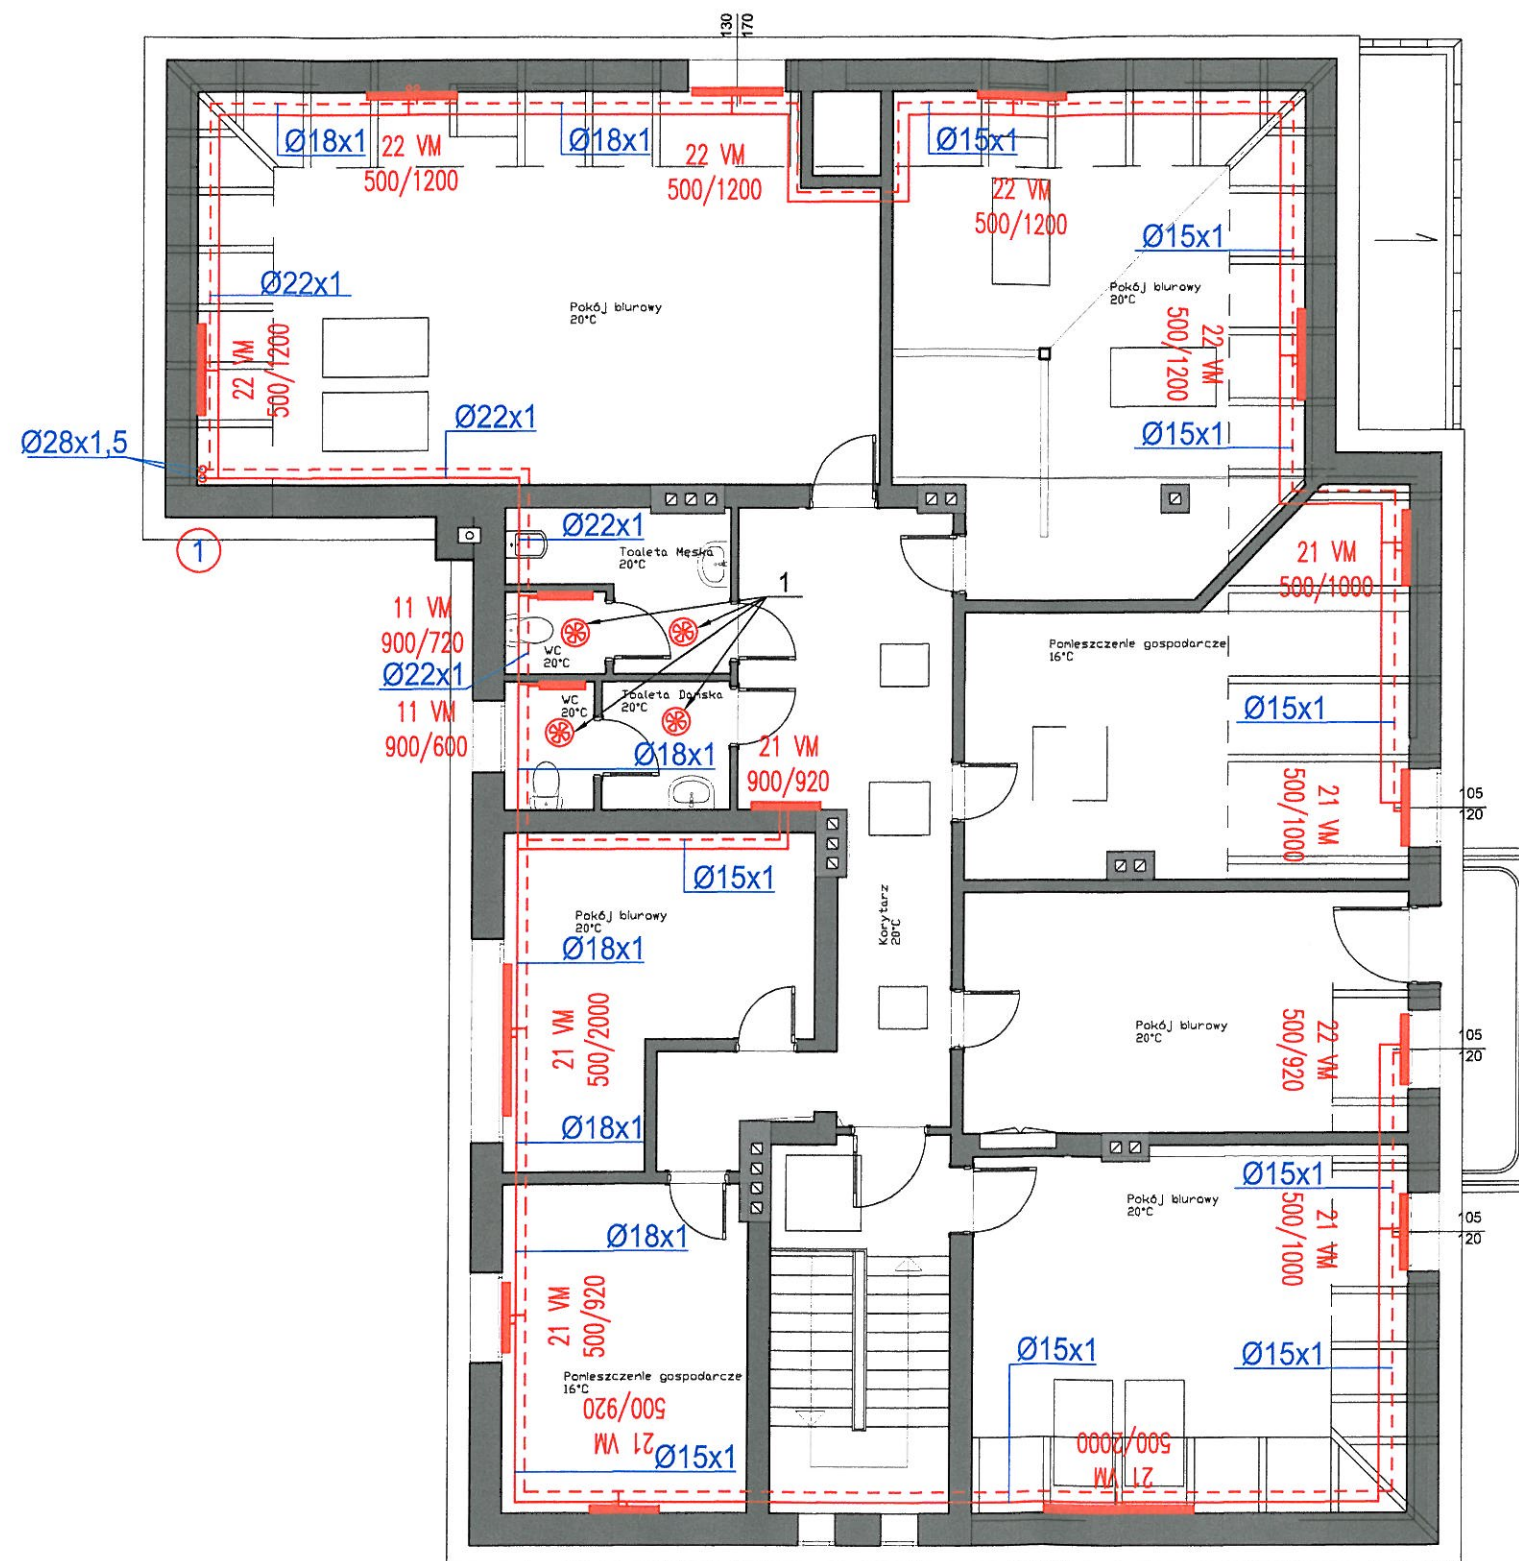 130
170
Ø18x1
22 VM
500/1200
Ø18x1
22 VM
500/1200
Ø15x1
22 VM
500/1200
Ø15x1
Pokój biurowy
20°C
22 VM
500/1200
Ø15x1
Ø22x1
Pokój biurowy
20°C
22 VM
500/1200
Ø22x1
Ø28x1,5
1
Ø22x1
Toaleta Męska
20°C
21 VM
500/1000
1
11 VM
900/720
WC
20°C
Ø22x1
Pomieszczenie gospodarcze
16°C
WC
20°C
Toaleta Damska
20°C
11 VM
900/600
Ø18x1
21 VM
900/920
Ø15x1
21 VM
500/1000
105
120
Ø15x1
Pokój biurowy
20°C
Korytarz
20°C
Ø18x1
21 VM
500/2000
Pokój biurowy
20°C
22 VM
500/920
105
120
Ø18x1
Ø15x1
Pokój biurowy
20°C
21 VM
500/1000
105
120
Ø18x1
21 VM
500/920
Ø15x1
Ø15x1
Pomieszczenie gospodarcze
16°C
21 VM
500/920
Ø15x1
21 VM
500/2000